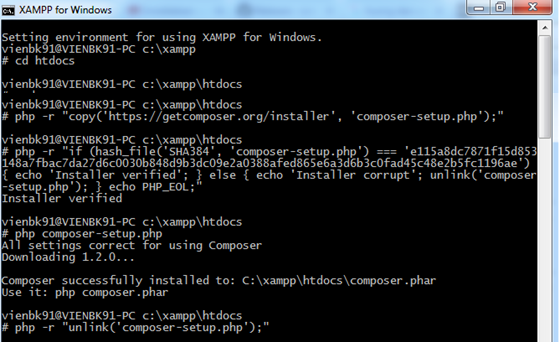 XAMPP for Windows
Setting environment for using XAMPP for Windows.
vienbk91@VIENBK91-PC c:\xampp
# cd htdocs
vienbk91@VIENBK91-PC c:\xampp\htdocs
vienbk91@VIENBK91-PC c:\xampp\htdocs
# php -r "copy('https://getcomposer.org/installer', 'composer-setup.php');"
vienbk91@VIENBK91-PC c:\xampp\htdocs
# php -r "if (hash_file('SHA384', 'composer-setup.php') === 'e115a8dc7871f15d853
148a7fbac7da27d6c0030b848d9b3dc09e2a0388afed865e6a3d6b3c0fad45c48e2b5fc1196ae')
{ echo 'Installer verified'; } else { echo 'Installer corrupt'; unlink('composer
-setup.php'); } echo PHP_EOL;"
Installer verified
vienbk91@VIENBK91-PC c:\xampp\htdocs
# php composer-setup.php
All settings correct for using Composer
Downloading 1.2.0...
Composer successfully installed to: C:\xampp\htdocs\composer.phar
Use it: php composer.phar
vienbk91@VIENBK91-PC c:\xampp\htdocs
# php -r "unlink('composer-setup.php');"